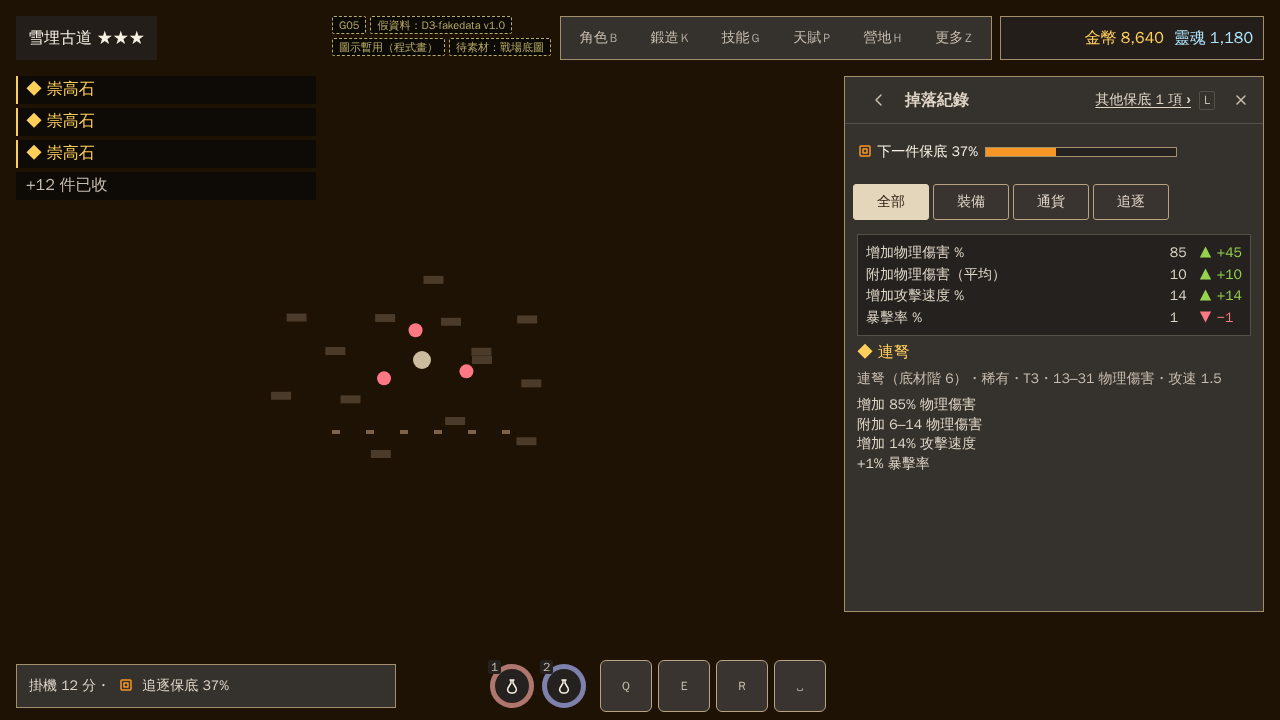 雪埋古道 ★★★
G05 假資料：D3-fakedata v1.0
圖示暫用（程式畫） 待素材：戰場底圖
角色B 鍛造K 技能G 天賦P 營地H 更多Z
金幣 8,640 靈魂 1,180
◆ 崇高石
◆ 崇高石
◆ 崇高石
+12 件已收
掉落紀錄 其他保底 1 項 › L
下一件保底 37%
全部 裝備 通貨 追逐
增加物理傷害 % 85 ▲ +45
附加物理傷害（平均） 10 ▲ +10
增加攻擊速度 % 14 ▲ +14
暴擊率 % 1 ▼ −1
◆ 連弩
連弩（底材階 6）・稀有・T3・13–31 物理傷害・攻速 1.5
增加 85% 物理傷害
附加 6–14 物理傷害
增加 14% 攻擊速度
+1% 暴擊率
掛機 12 分・ 追逐保底 37%
1 2 Q E R ␣